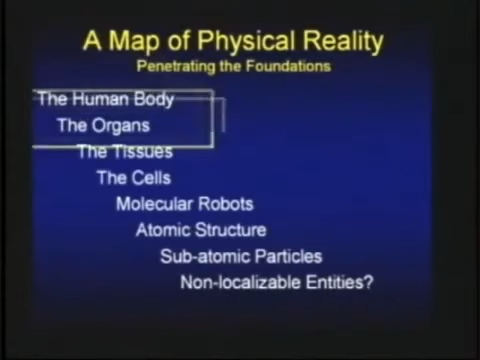 A Map of Physical Reality
Penetrating the Foundations
The Human Body
The Organs
The Tissues
The Cells
Molecular Robots
Atomic Structure
Sub-atomic Particles
Non-localizable Entities?